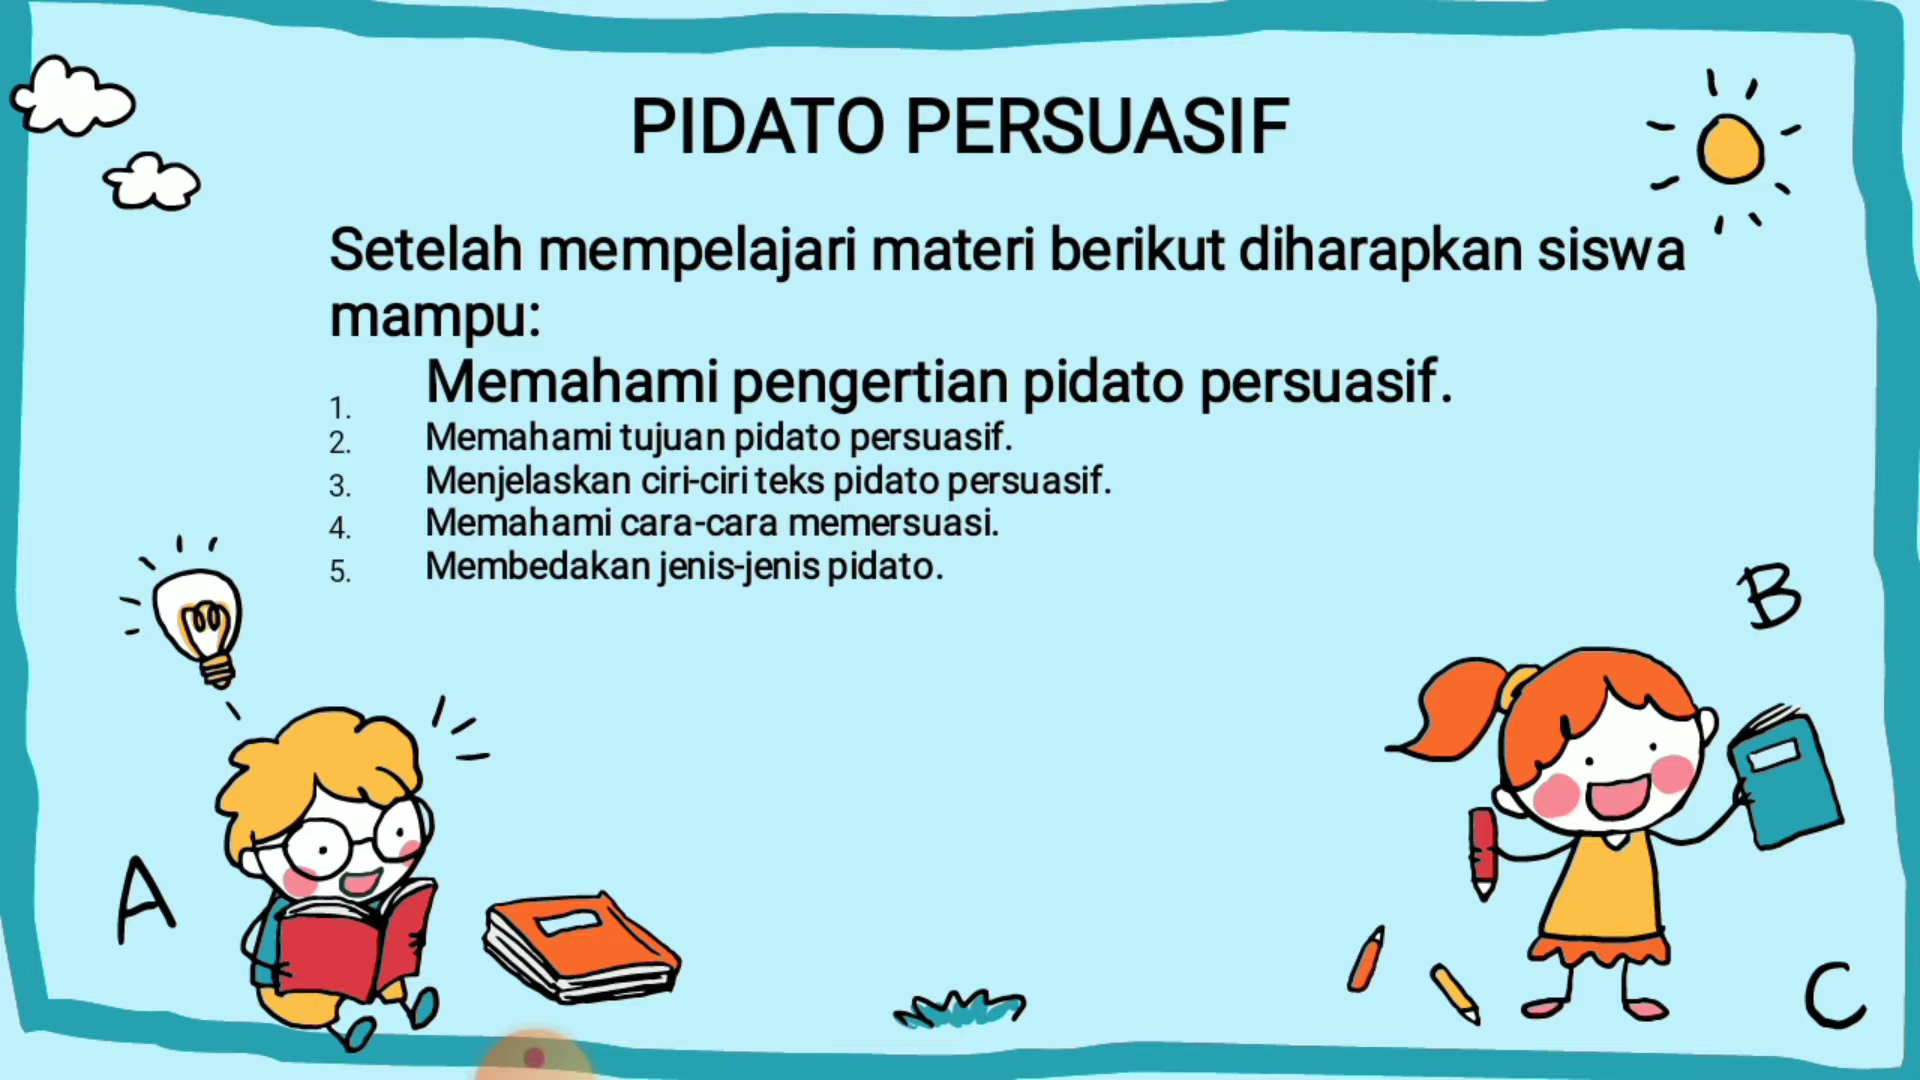 PIDATO PERSUASIF
Setelah mempelajari materi berikut diharapkan siswa
mampu:
1. Memahami pengertian pidato persuasif.
2. Memahami tujuan pidato persuasif.
3. Menjelaskan ciri-ciri teks pidato persuasif.
4. Memahami cara-cara memersuasi.
5. Membedakan jenis-jenis pidato.
B
A
C